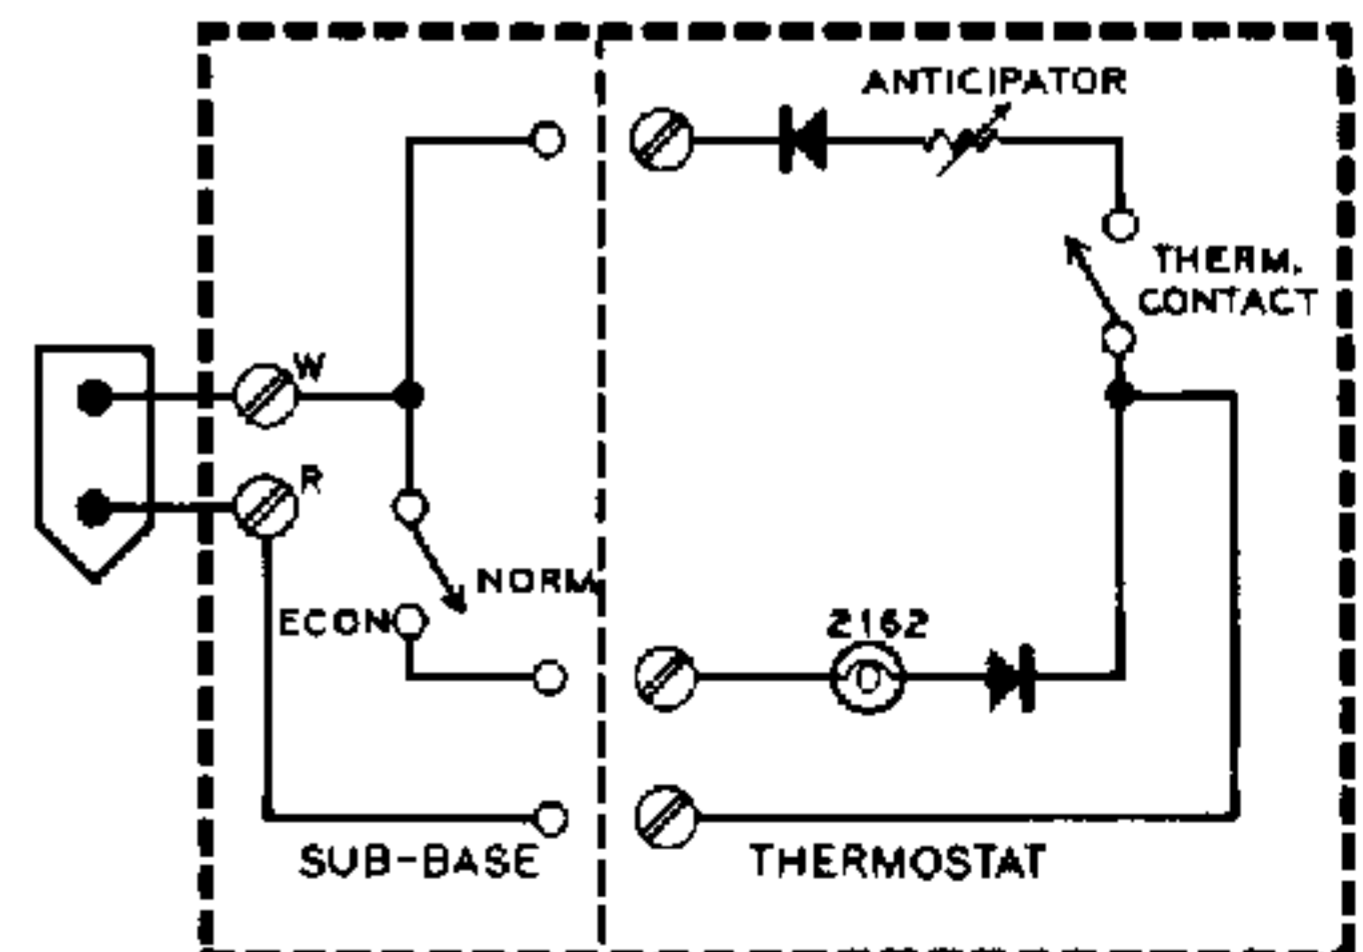 ANTICIPATOR
THERM.
CONTACT
W
R
NORM.
ECON
2162
SUB-BASE
THERMOSTAT